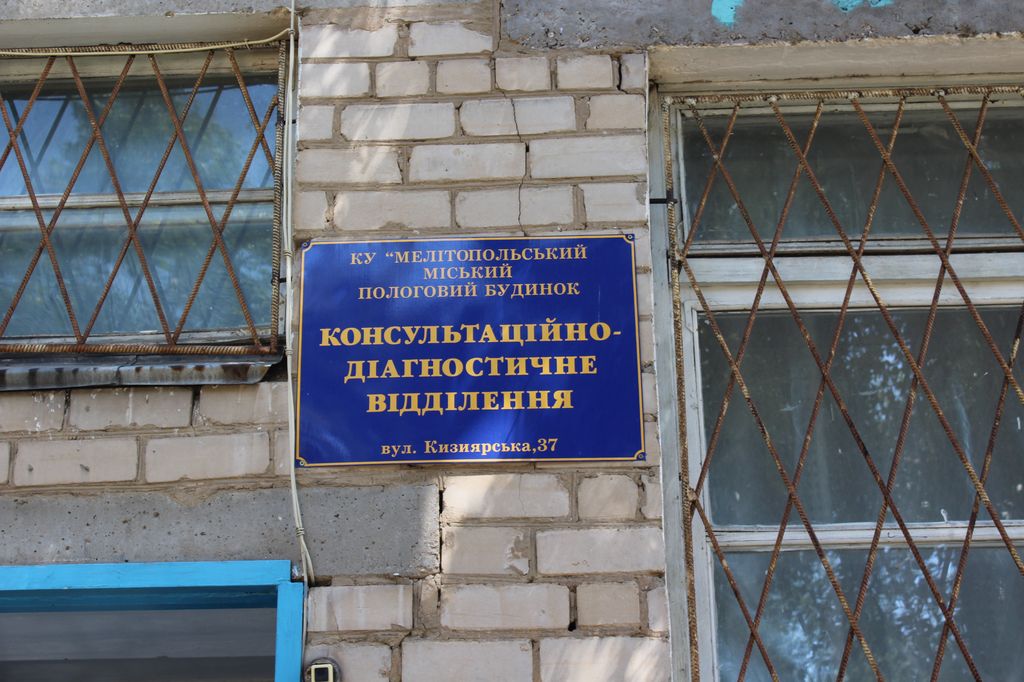 КУ "МЕЛІТОПОЛЬСЬКИЙ
МІСЬКИЙ
ПОЛОГОВИЙ БУДИНОК
КОНСУЛЬТАЦІЙНО-
ДІАГНОСТИЧНЕ
ВІДДІЛЕННЯ
вул. Кизиярська,37